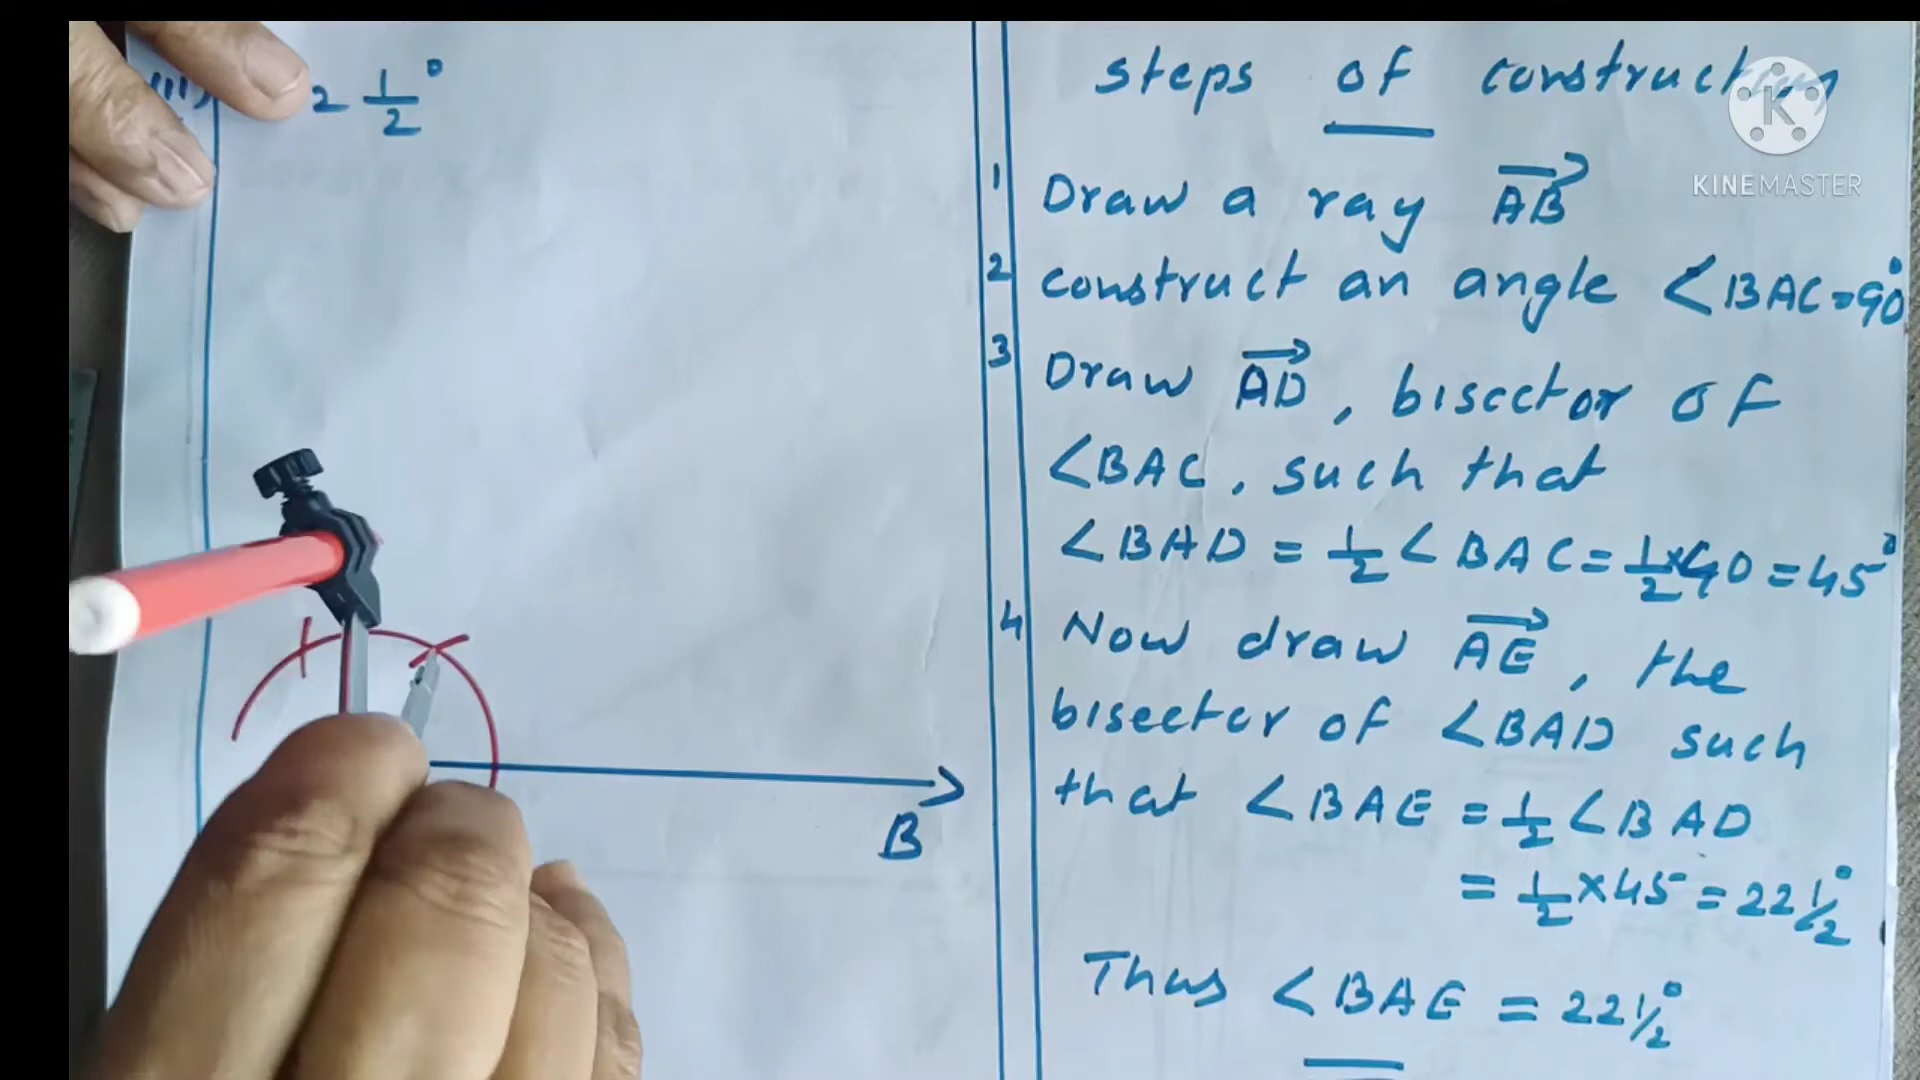 (iii) 2 1/2°
B
steps of construction
KINEMASTER
1 Draw a ray AB
2 construct an angle ∠BAC=90°
3 Draw AD, bisector of
∠BAC, such that
∠BAD = 1/2 ∠BAC = 1/2×90 = 45°
4 Now draw AE, the
bisector of ∠BAD such
that ∠BAE = 1/2 ∠BAD
= 1/2 × 45 = 22 1/2°
Thus ∠BAE = 22 1/2°